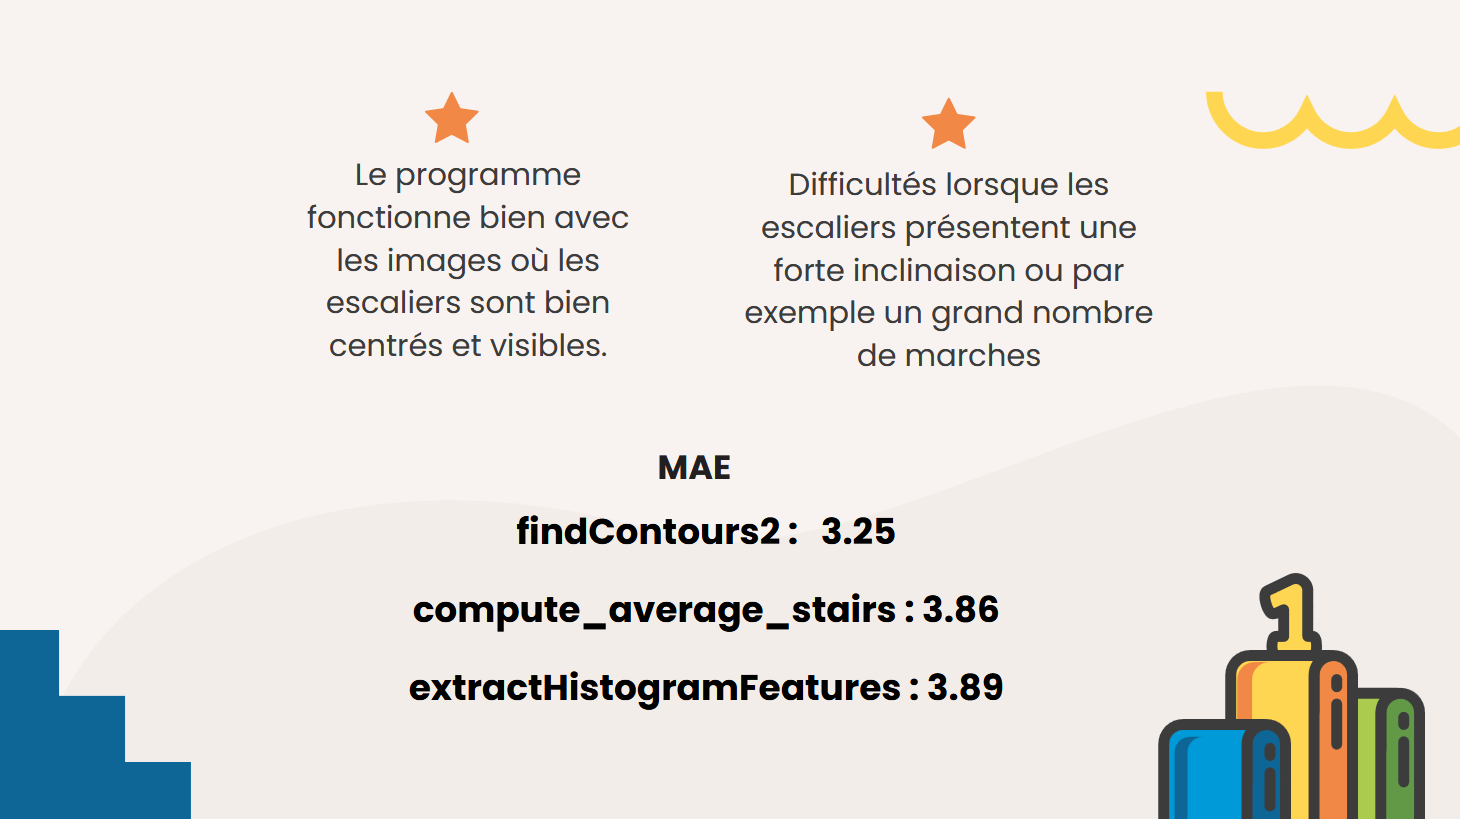 Le programme
fonctionne bien avec
les images où les
escaliers sont bien
centrés et visibles.
Difficultés lorsque les
escaliers présentent une
forte inclinaison ou par
exemple un grand nombre
de marches
MAE
findContours2 : 3.25
compute_average_stairs : 3.86
extractHistogramFeatures : 3.89
1